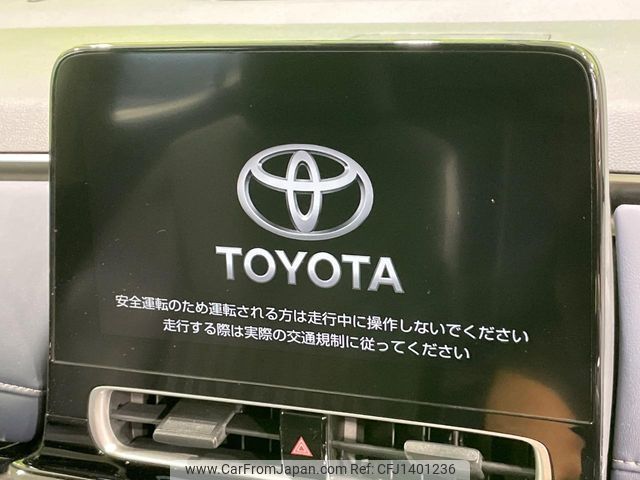 TOYOTA
安全運転のため運転される方は走行中に操作しないでください
走行する際は実際の交通規制に従ってください
www.CarFromJapan.com | Ref. CFJ1401236